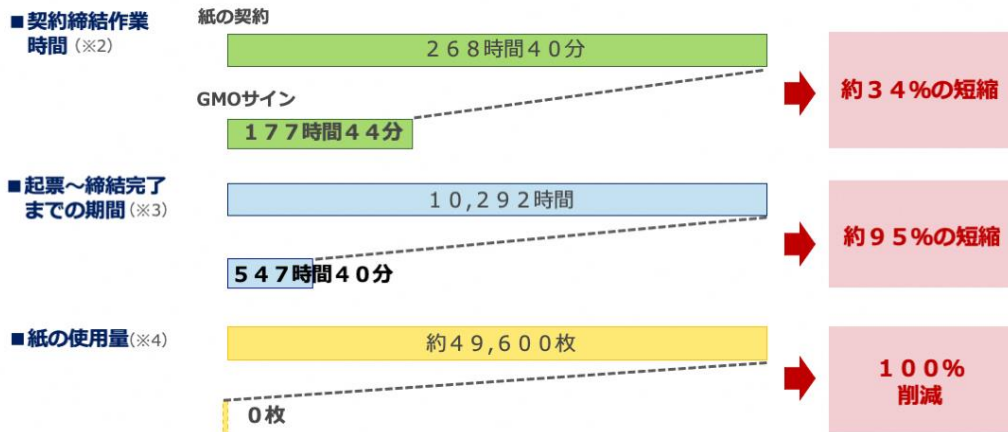 ■契約締結作業
時間(※2)
紙の契約
268時間40分
GMOサイン
177時間44分
約34%の短縮
■起票~締結完了
までの期間(※3)
10,292時間
547時間40分
約95%の短縮
■紙の使用量(※4)
約49,600枚
0枚
100%
削減